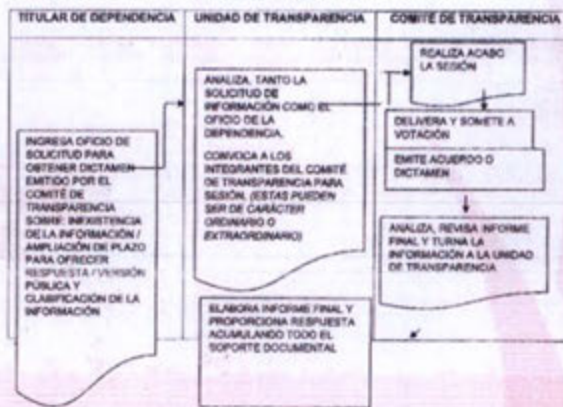 TITULAR DE DEPENDENCIA
UNIDAD DE TRANSPARENCIA
COMITÉ DE TRANSPARENCIA
INGRESA OFICIO DE
SOLICITUD PARA
OBTENER DICTAMEN
EMITIDO POR EL
COMITÉ DE
TRANSPARENCIA
SOBRE: INEXISTENCIA
DE LA INFORMACIÓN /
AMPLIACIÓN DE PLAZO
PARA OFRECER
RESPUESTA / VERSIÓN
PÚBLICA Y
CLASIFICACIÓN DE LA
INFORMACIÓN
ANALIZA, TANTO LA
SOLICITUD DE
INFORMACIÓN COMO EL
OFICIO DE LA
DEPENDENCIA.
CONVOCA A LOS
INTEGRANTES DEL COMITÉ
DE TRANSPARENCIA PARA
SESIÓN, (ESTAS PUEDEN
SER DE CARÁCTER
ORDINARIO O
EXTRAORDINARIO)
REALIZA ACABO
LA SESIÓN
DELIVERA Y SOMETE A
VOTACIÓN
EMITE ACUERDO O
DICTAMEN
ANALIZA, REVISA INFORME
FINAL Y TURNA LA
INFORMACIÓN A LA UNIDAD
DE TRANSPARENCIA
ELABORA INFORME FINAL Y
PROPORCIONA RESPUESTA
ACUMULANDO TODO EL
SOPORTE DOCUMENTAL